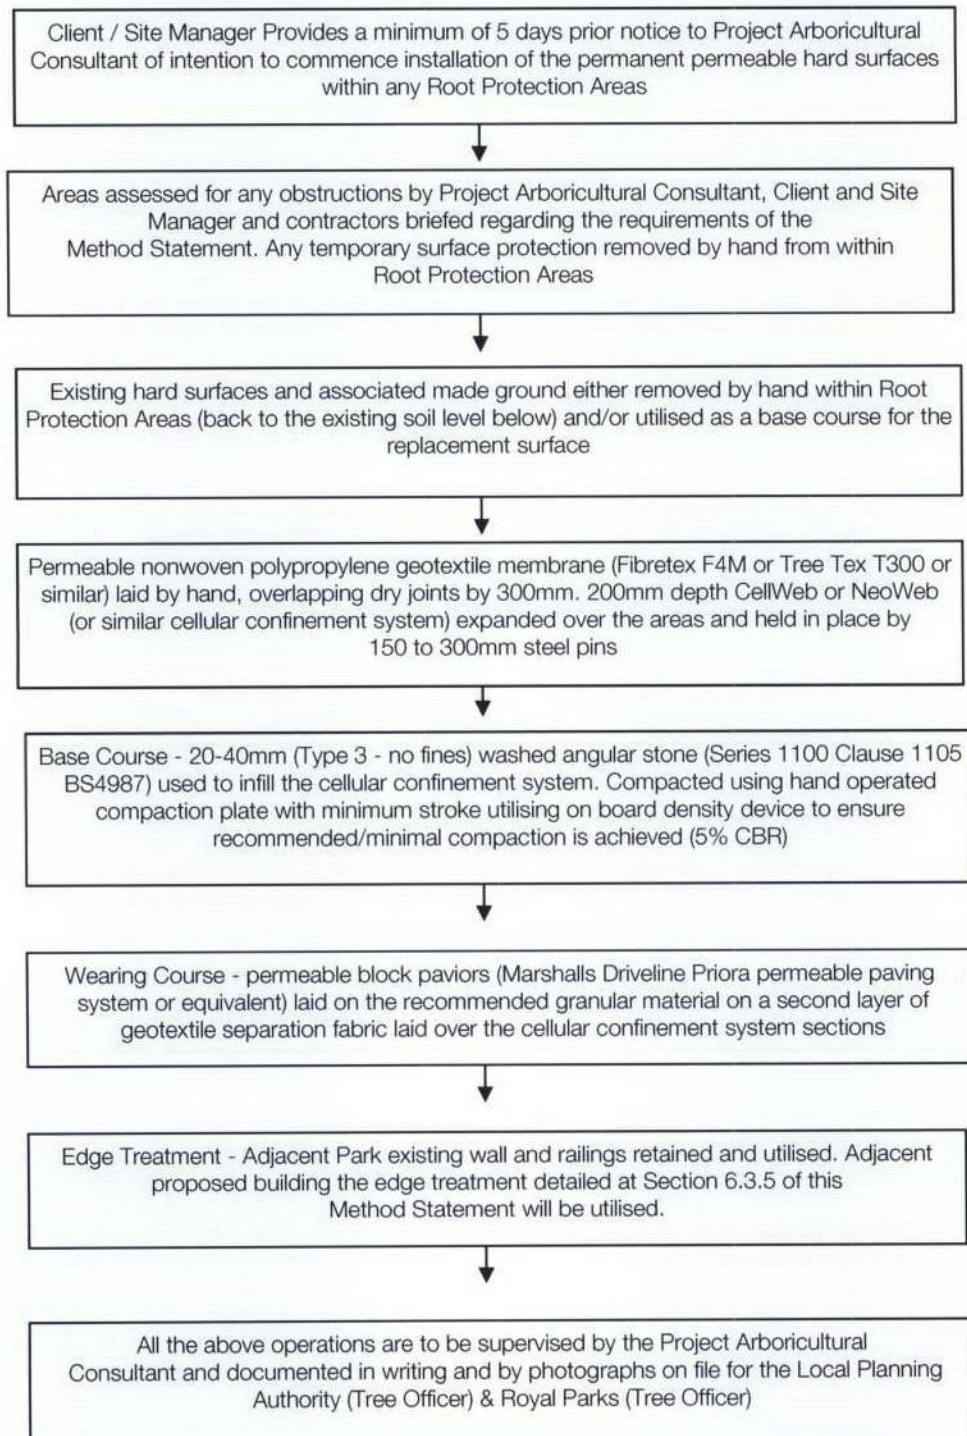 Client / Site Manager Provides a minimum of 5 days prior notice to Project Arboricultural
Consultant of intention to commence installation of the permanent permeable hard surfaces
within any Root Protection Areas
Areas assessed for any obstructions by Project Arboricultural Consultant, Client and Site
Manager and contractors briefed regarding the requirements of the
Method Statement. Any temporary surface protection removed by hand from within
Root Protection Areas
Existing hard surfaces and associated made ground either removed by hand within Root
Protection Areas (back to the existing soil level below) and/or utilised as a base course for the
replacement surface
Permeable nonwoven polypropylene geotextile membrane (Fibretex F4M or Tree Tex T300 or
similar) laid by hand, overlapping dry joints by 300mm. 200mm depth CellWeb or NeoWeb
(or similar cellular confinement system) expanded over the areas and held in place by
150 to 300mm steel pins
Base Course - 20-40mm (Type 3 - no fines) washed angular stone (Series 1100 Clause 1105
BS4987) used to infill the cellular confinement system. Compacted using hand operated
compaction plate with minimum stroke utilising on board density device to ensure
recommended/minimal compaction is achieved (5% CBR)
Wearing Course - permeable block paviors (Marshalls Driveline Priora permeable paving
system or equivalent) laid on the recommended granular material on a second layer of
geotextile separation fabric laid over the cellular confinement system sections
Edge Treatment - Adjacent Park existing wall and railings retained and utilised. Adjacent
proposed building the edge treatment detailed at Section 6.3.5 of this
Method Statement will be utilised.
All the above operations are to be supervised by the Project Arboricultural
Consultant and documented in writing and by photographs on file for the Local Planning
Authority (Tree Officer) & Royal Parks (Tree Officer)